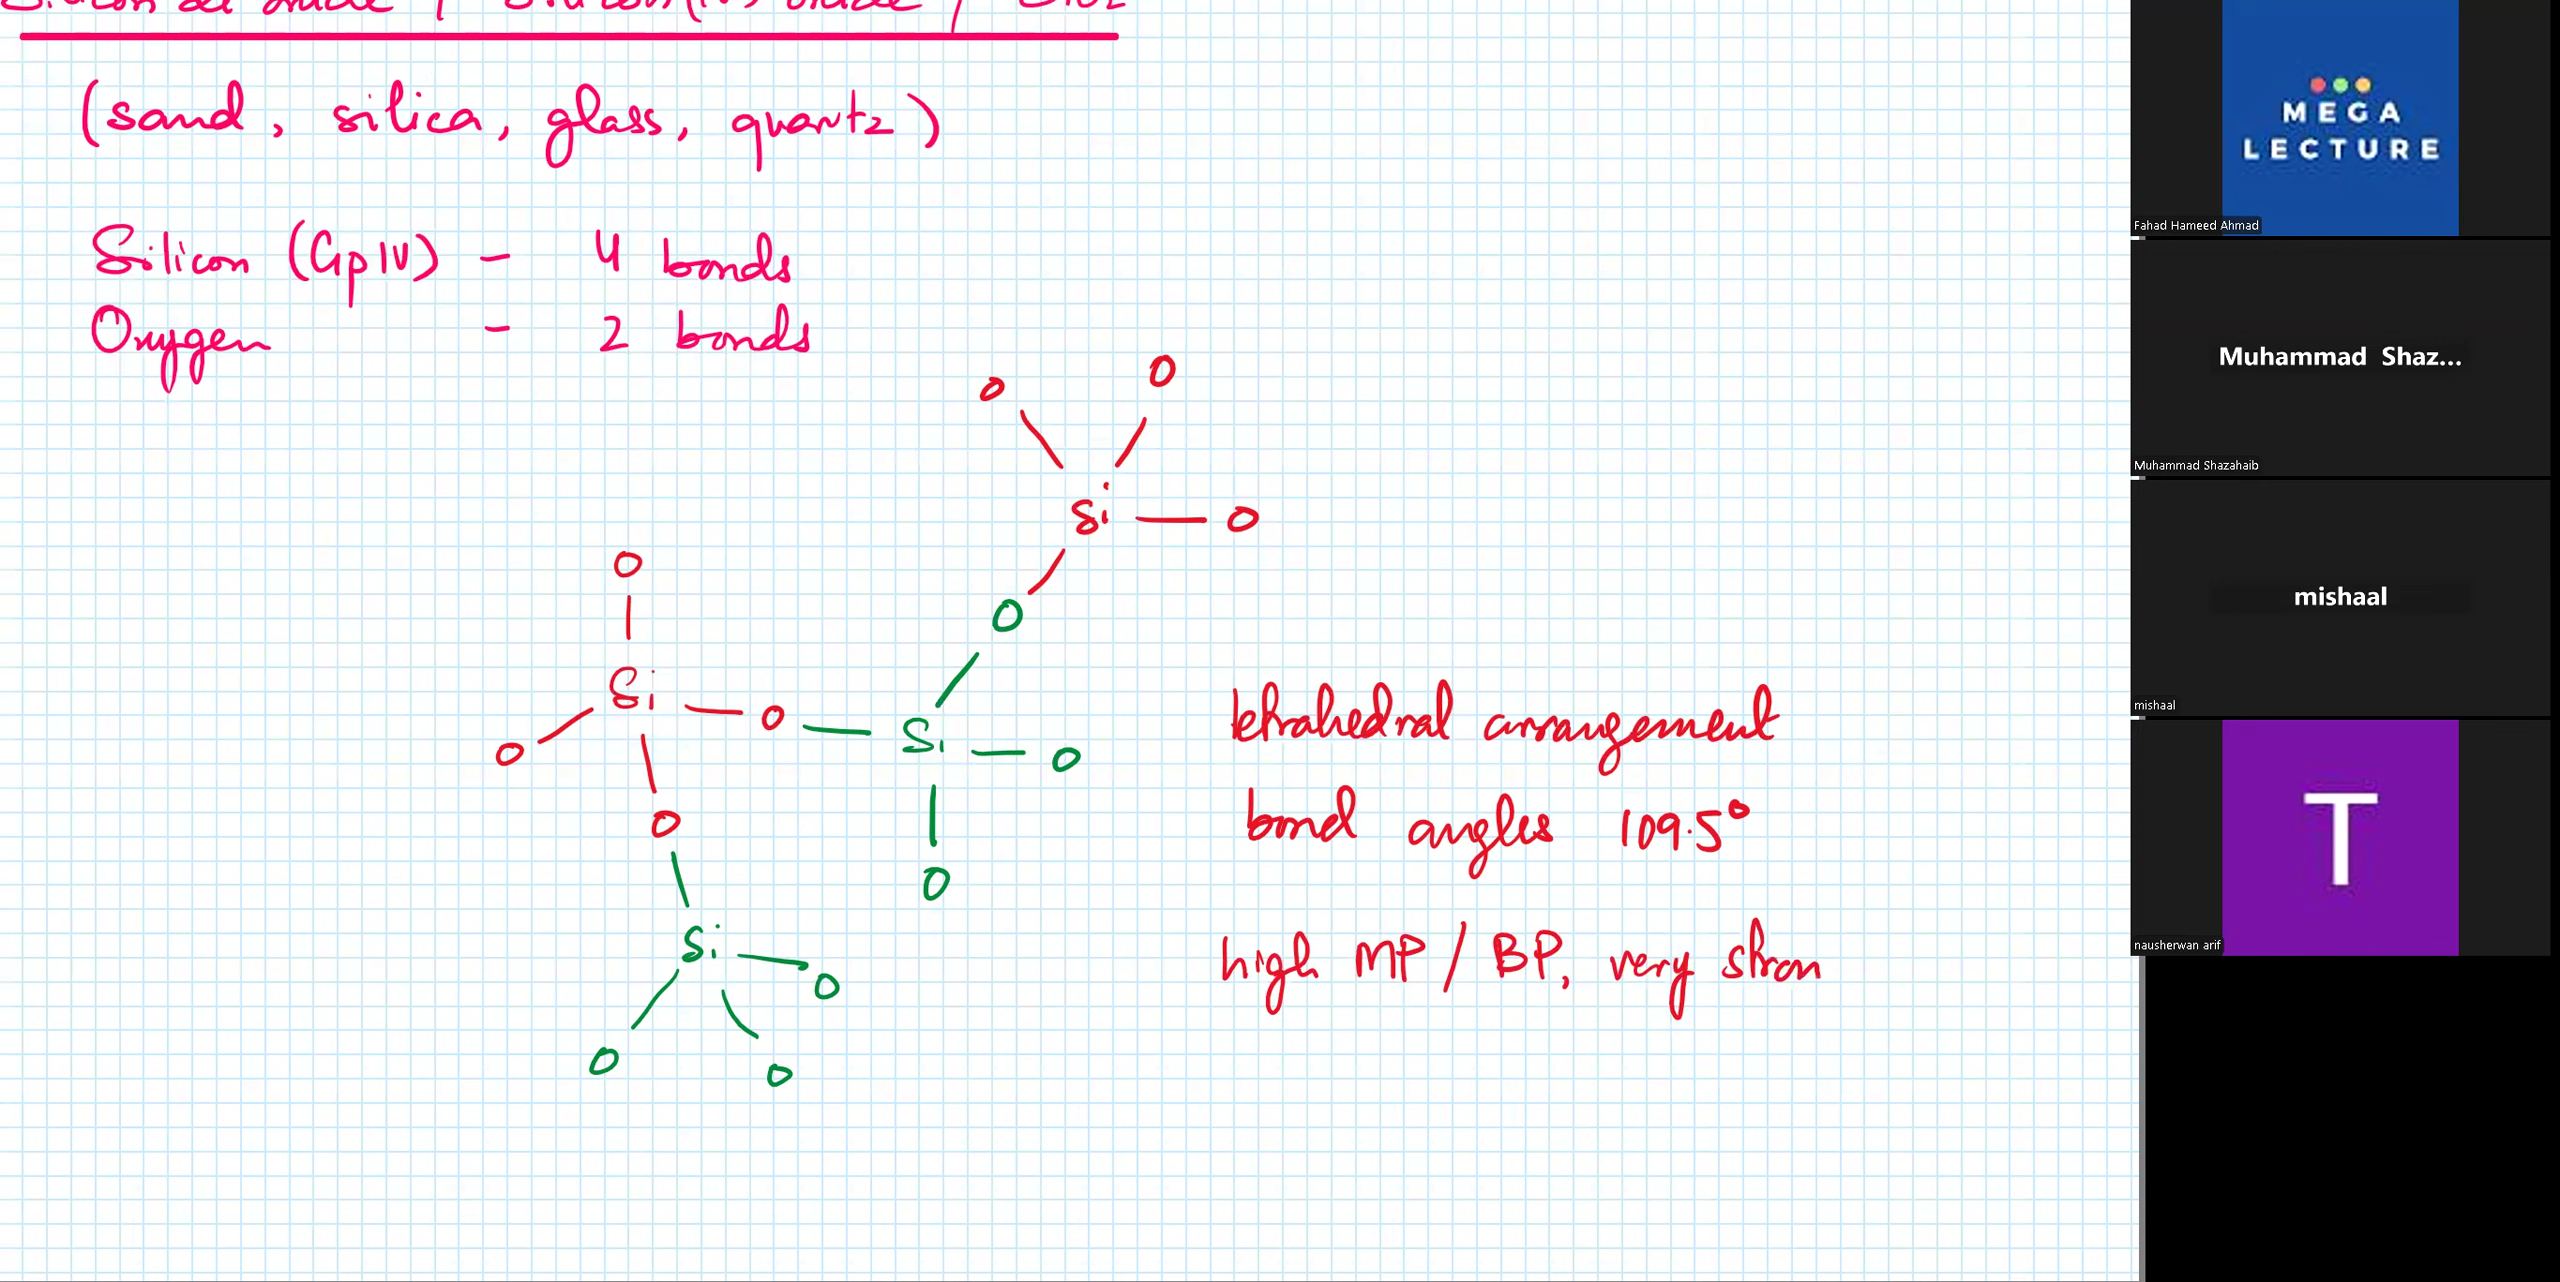 (sand, silica, glass, quartz)
Silicon (Gp IV) - 4 bonds
Oxygen - 2 bonds
O O
Si O
O
O
Si O Si O
O
O O
Si O
O O
tetrahedral arrangement
bond angles 109.5°
high MP / BP, very stron
MEGA
LECTURE
Fahad Hameed Ahmad
Muhammad Shaz...
Muhammad Shazahaib
mishaal
mishaal
T
nausherwan arif